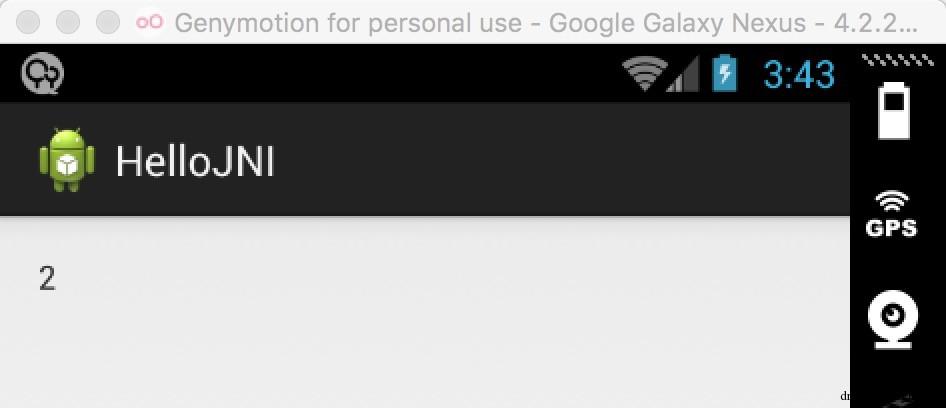 Genymotion for personal use - Google Galaxy Nexus - 4.2.2...
3:43
HelloJNI
GPS
2